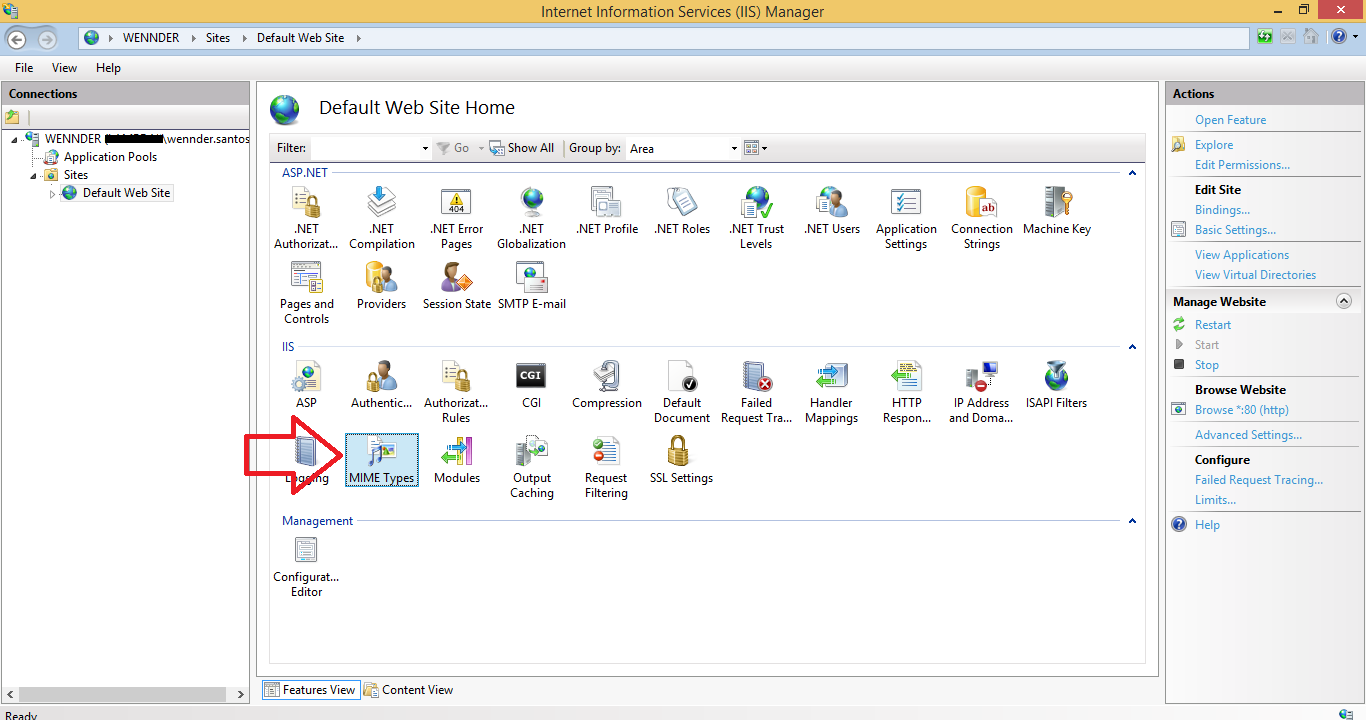 Internet Information Services (IIS) Manager
WENNDER
Sites
Default Web Site
File View Help
Connections
WENNDER
\wennder.santos
Application Pools
Sites
Default Web Site
Default Web Site Home
Filter:
Go
Show All
Group by:
Area
ASP.NET
.NET Authorizat...
.NET Compilation
404
.NET Error Pages
.NET Globalization
.NET Profile
.NET Roles
.NET Trust Levels
.NET Users
Application Settings
ab
Connection Strings
Machine Key
Pages and Controls
Providers
Session State
SMTP E-mail
IIS
ASP
Authentic...
Authorizat... Rules
CGI
CGI
Compression
Default Document
Failed Request Tra...
Handler Mappings
HTTP Respon...
IP Address and Doma...
ISAPI Filters
Logging
MIME Types
Modules
Output Caching
Request Filtering
SSL Settings
Management
Configurat... Editor
Features View
Content View
Actions
Open Feature
Explore
Edit Permissions...
Edit Site
Bindings...
Basic Settings...
View Applications
View Virtual Directories
Manage Website
Restart
Start
Stop
Browse Website
Browse *:80 (http)
Advanced Settings...
Configure
Failed Request Tracing...
Limits...
Help
Ready